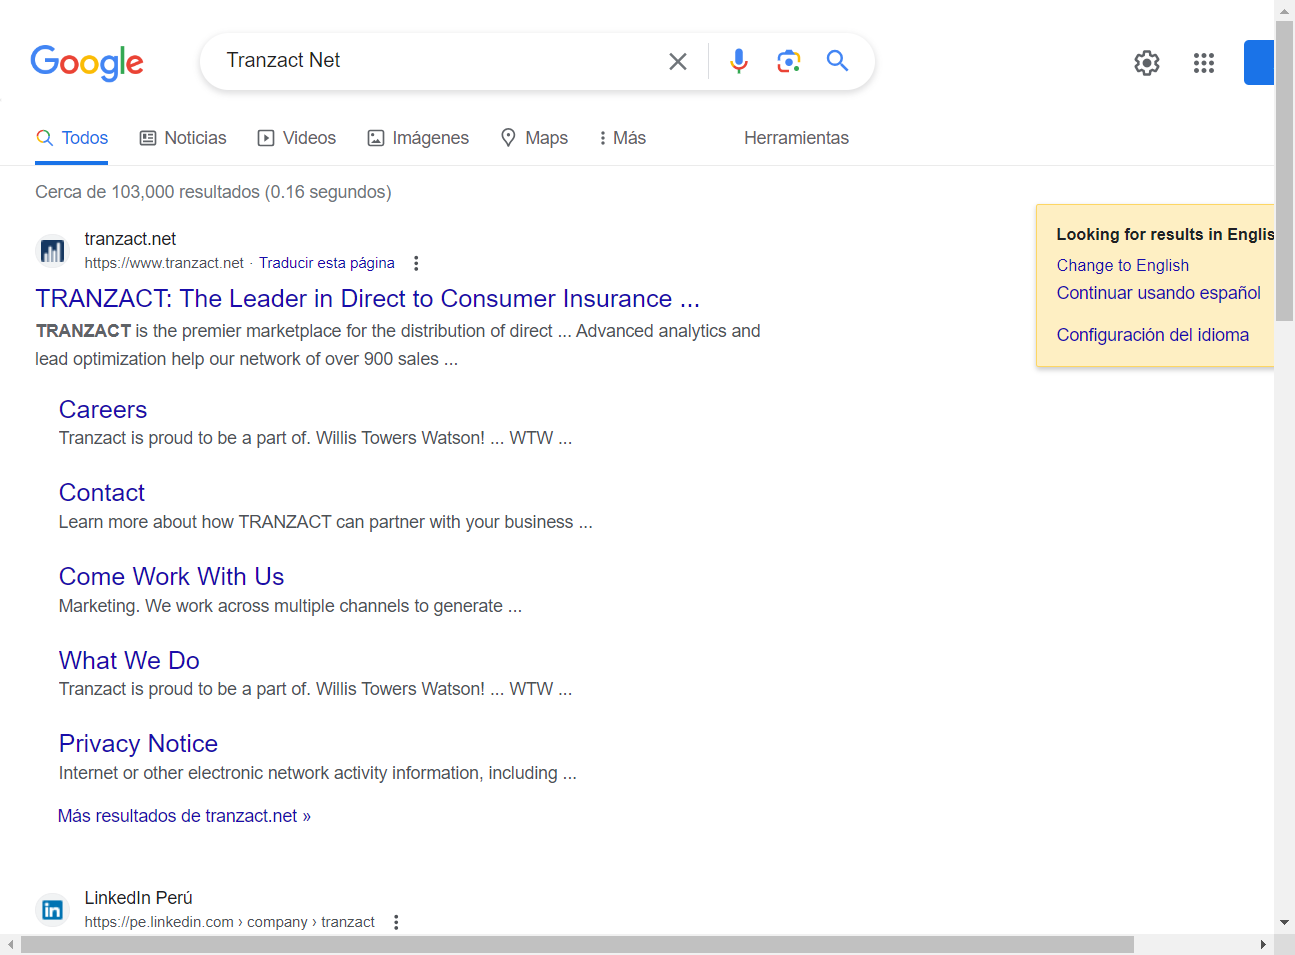 Google
Tranzact Net
Todos
Noticias
Videos
Imágenes
Maps
Más
Herramientas
Cerca de 103,000 resultados (0.16 segundos)
tranzact.net
https://www.tranzact.net · Traducir esta página
TRANZACT: The Leader in Direct to Consumer Insurance ...
TRANZACT is the premier marketplace for the distribution of direct ... Advanced analytics and
lead optimization help our network of over 900 sales ...
Careers
Tranzact is proud to be a part of. Willis Towers Watson! ... WTW ...
Contact
Learn more about how TRANZACT can partner with your business ...
Come Work With Us
Marketing. We work across multiple channels to generate ...
What We Do
Tranzact is proud to be a part of. Willis Towers Watson! ... WTW ...
Privacy Notice
Internet or other electronic network activity information, including ...
Más resultados de tranzact.net »
in
LinkedIn Perú
https://pe.linkedin.com › company › tranzact
Looking for results in Englis
Change to English
Continuar usando español
Configuración del idioma